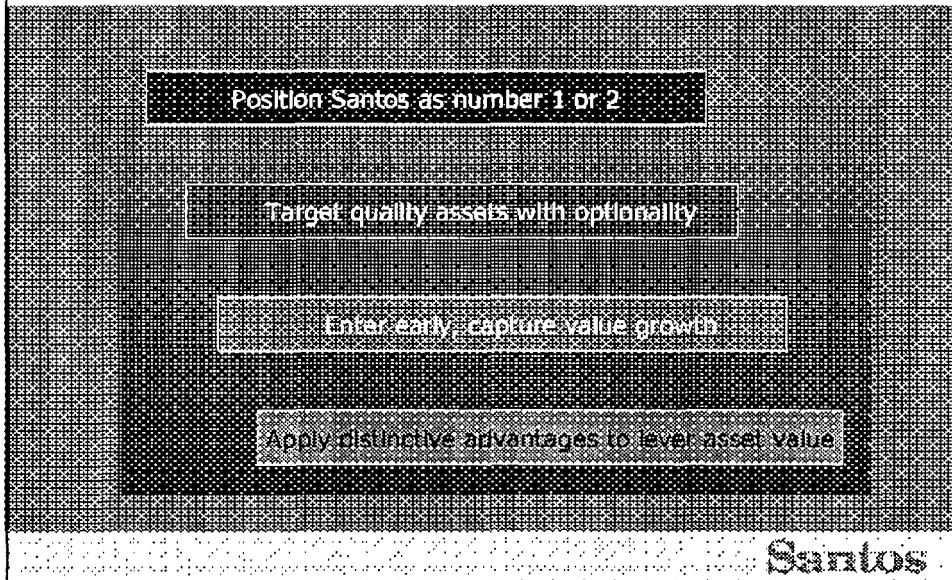 Position Santos as number 1 or 2
Target quality assets with optionality
Enter early, capture value growth
Apply distinctive advantages to lever asset value
Santos